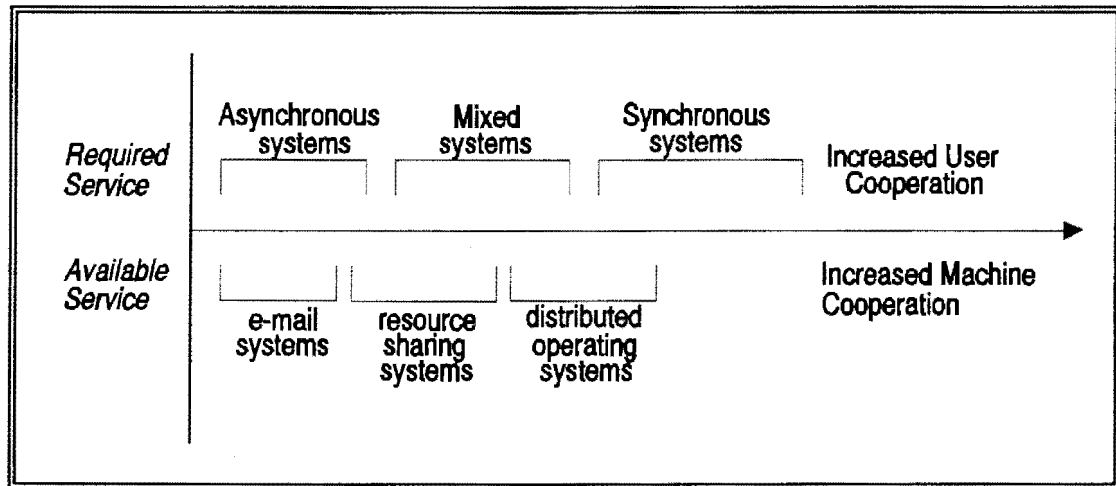 Asynchronous
systems
Mixed
systems
Synchronous
systems
Required
Service
Increased User
Cooperation
Available
Service
Increased Machine
Cooperation
e-mail
systems
resource
sharing
systems
distributed
operating
systems